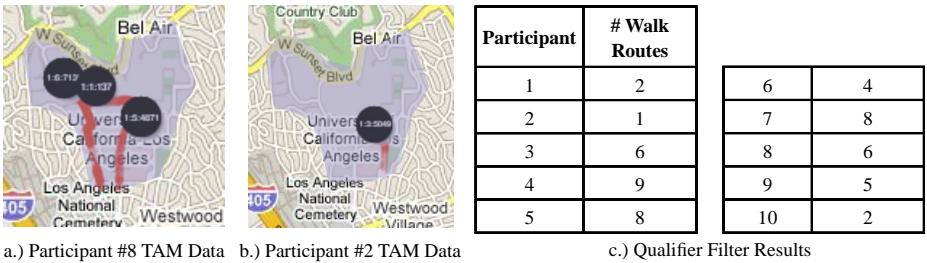 Bel Air
W Sunset Blvd
1:6:713
1:1:137
1:5:4871
Univer
California Los
Angeles
Los Angeles
National
Cemetery
405
Westwood
a.) Participant #8 TAM Data
Country Club
Bel Air
W Sunset Blvd
Univers
1:3:5049
California
Angeles
Los Angeles
National
Cemetery
405
Westwood
Village
b.) Participant #2 TAM Data
Participant # Walk Routes
1 2
2 1
3 6
4 9
5 8
6 4
7 8
8 6
9 5
10 2
c.) Qualifier Filter Results